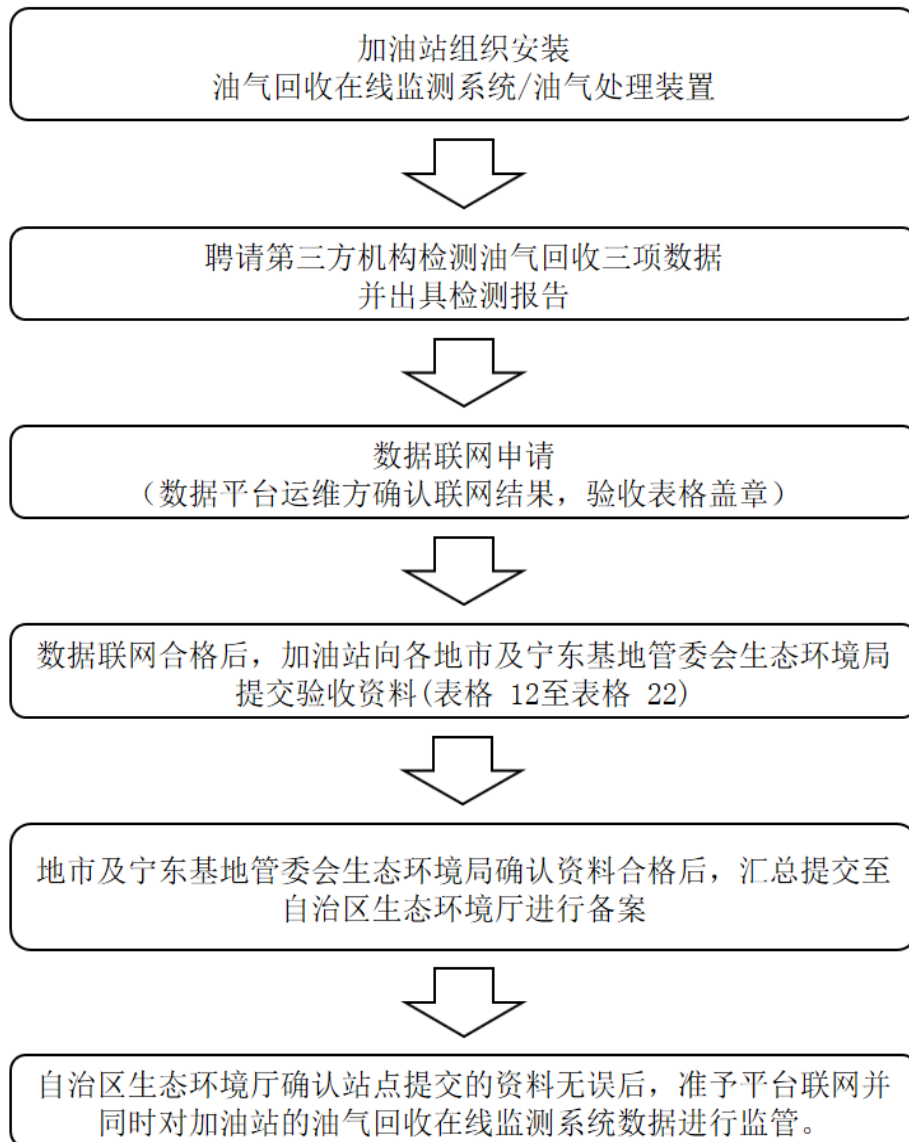 加油站组织安装
油气回收在线监测系统/油气处理装置
聘请第三方机构检测油气回收三项数据
并出具检测报告
数据联网申请
（数据平台运维方确认联网结果，验收表格盖章）
数据联网合格后，加油站向各地市及宁东基地管委会生态环境局
提交验收资料(表格 12至表格 22)
地市及宁东基地管委会生态环境局确认资料合格后，汇总提交至
自治区生态环境厅进行备案
自治区生态环境厅确认站点提交的资料无误后，准予平台联网并
同时对加油站的油气回收在线监测系统数据进行监管。